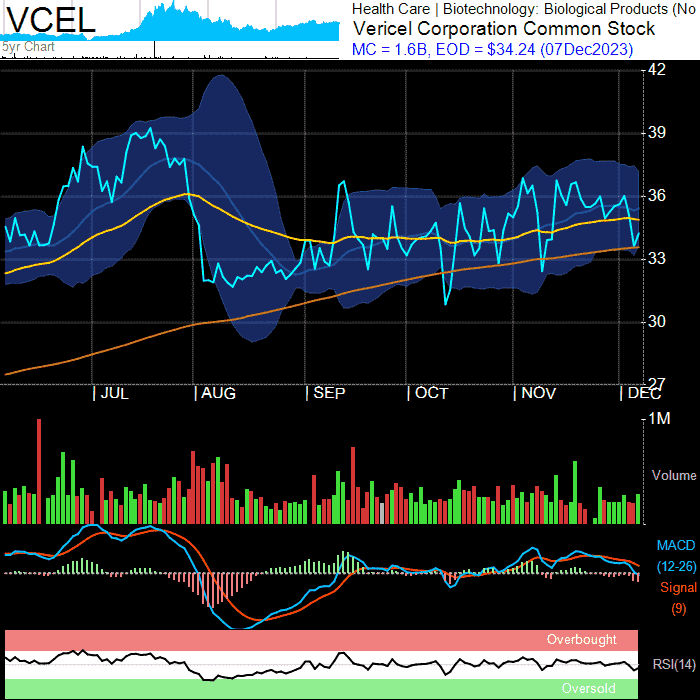 VCEL
5yr Chart
Health Care | Biotechnology: Biological Products (No
Vericel Corporation Common Stock
MC = 1.6B, EOD = $34.24 (07Dec2023)
42
39
36
33
30
27
JUL AUG SEP OCT NOV DEC
1M
Volume
MACD
(12-26)
Signal
(9)
Overbought
RSI(14)
Oversold